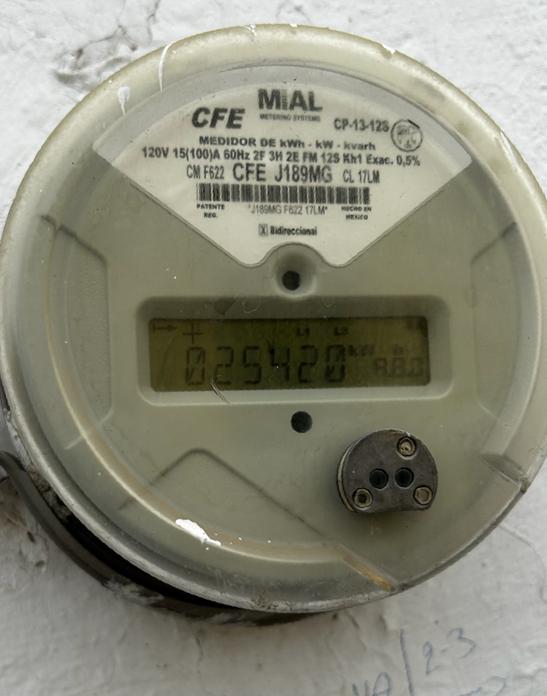 CFE MIAL
METERING SYSTEMS
CP-13-12S
MEDIDOR DE kWh - kW - kvarh
120V 15(100)A 60Hz 2F 3H 2E FM 12S Kh1 Exac. 0,5%
CM F622 CFE J189MG CL 17LM
PATENTE REG. *J189MG F622 17LM* HECHO EN MEXICO
X Bidireccional
L1
025420 kW h